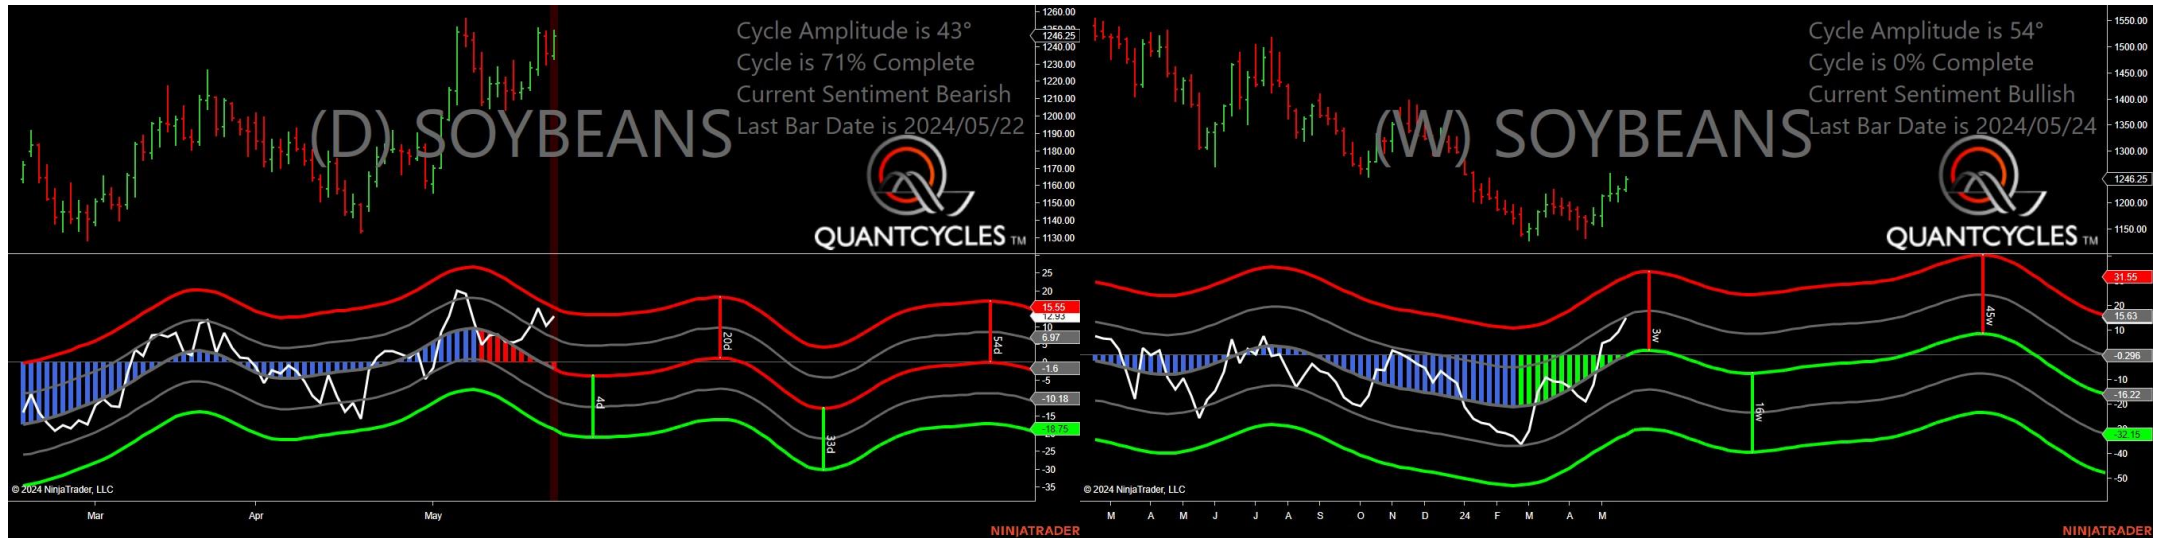 Cycle Amplitude is 43°
Cycle is 71% Complete
Current Sentiment Bearish
Last Bar Date is 2024/05/22
(D) SOYBEANS
QUANTCYCLES TM
1260.00
1246.25
1240.00
1230.00
1220.00
1210.00
1200.00
1190.00
1180.00
1170.00
1160.00
1150.00
1140.00
1130.00
25
20
15.55
12.93
10
6.97
-1.6
-5
-10.18
-15
-18.75
-25
-30
-35
4d
20d
33d
54d
© 2024 NinjaTrader, LLC
Mar Apr May
NINJATRADER
Cycle Amplitude is 54°
Cycle is 0% Complete
Current Sentiment Bullish
Last Bar Date is 2024/05/24
(W) SOYBEANS
QUANTCYCLES TM
1550.00
1500.00
1450.00
1400.00
1350.00
1300.00
1246.25
1200.00
1150.00
31.55
20
15.63
10
-0.296
-10
-16.22
-20
-32.15
-40
-50
3w
16w
45w
© 2024 NinjaTrader, LLC
M A M J J A S O N D 24 F M A M
NINJATRADER